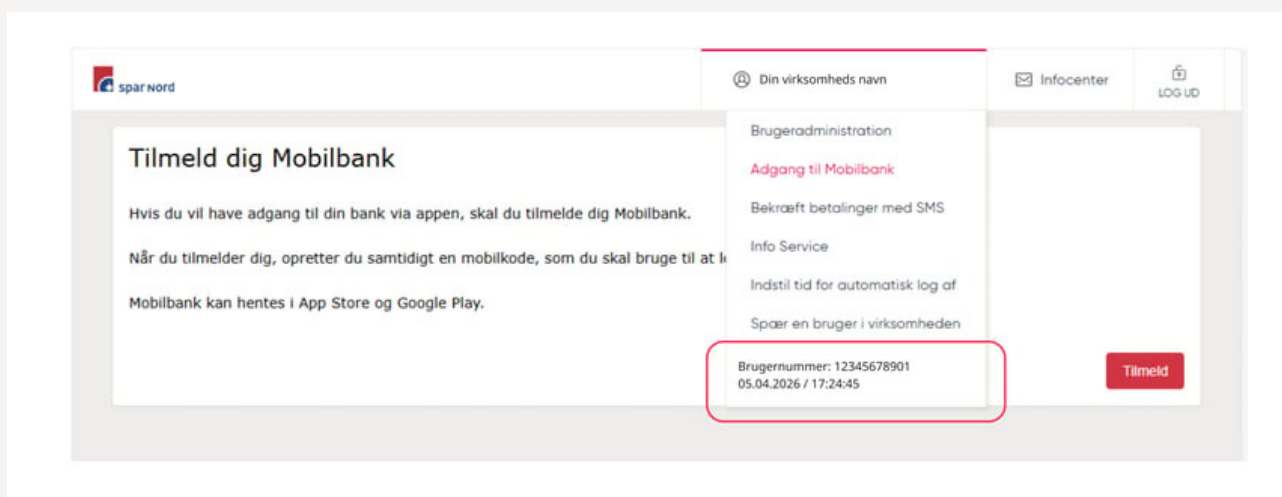 spar nord
Din virksomheds navn
Infocenter
LOG UD
Tilmeld dig Mobilbank
Hvis du vil have adgang til din bank via appen, skal du tilmelde dig Mobilbank.
Når du tilmelder dig, opretter du samtidigt en mobilkode, som du skal bruge til at
Mobilbank kan hentes i App Store og Google Play.
Brugeradministration
Adgang til Mobilbank
Bekræft betalinger med SMS
Info Service
Indstil tid for automatisk log af
Spær en bruger i virksomheden
Brugernummer: 12345678901
05.04.2026 / 17:24:45
Tilmeld